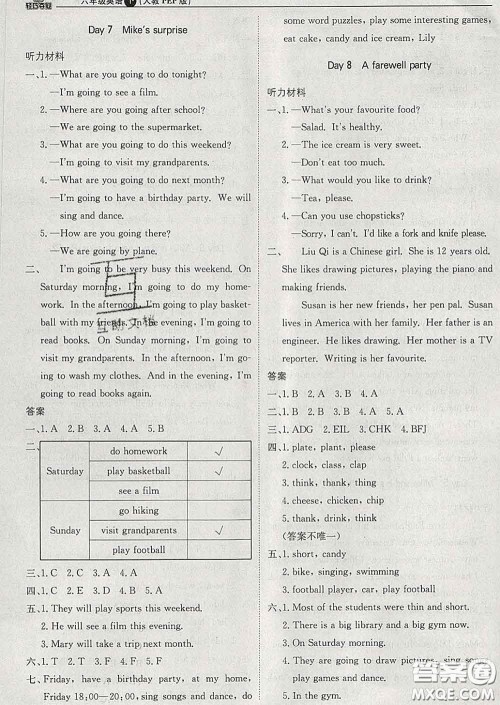 轻巧夺冠 六年级英语 下 (人教 PEP 版)
Day 7 Mike's surprise
听力材料
一、1. —What are you going to do tonight?
—I'm going to see a film.
2. —Where are you going after school?
—We are going to the supermarket.
3. —What are you going to do this weekend?
—I'm going to visit my grandparents.
4. —What are you going to do next month?
—I'm going to have a birthday party. We will
sing and dance.
5. —How are you going there?
—We are going by plane.
二、 I'm going to be very busy this weekend. On
Saturday morning, I'm going to do my home-
work. In the afternoon, I'm going to play basket-
ball with my friends. In the evening, I'm going to
read books. On Sunday morning, I'm going to
visit my grandparents. In the afternoon, I'm going
to play games. And in the evening, I'm going
to read books again.
答案
一、1. A 2. B 3. A 4. A 5. B
二、
Saturday
do homework √
play basketball √
see a film
Sunday
go hiking
visit grandparents √
play football
三、1. C 2. C 3. A 4. A
四、1. C 2. E 3. D 4. B 5. A
五、1. They will play sports this weekend.
2. He will see a film this evening.
3. Mary will take a trip next month.
六、1. T 2. F 3. T 4. F 5. T
七、Friday, have a birthday party, at my home,
Friday 18:00—20:00, sing songs and dance, do
some word puzzles, play some interesting games,
eat cake, candy and ice cream, Lily
Day 8 A farewell party
听力材料
一、1. —What's your favourite food?
—Salad. It's healthy.
2. —The ice cream is very sweet.
—Don't eat too much.
3. —What would you like to drink?
—Tea, please.
4. —Can you use chopsticks?
—Sorry, I can't. I'd like a fork and knife please.
二、 Liu Qi is a Chinese girl. She is 12 years old.
She likes drawing pictures, playing the piano and
making friends.
Susan is her new friends, her pen pal. Susan
lives in America with her family. Her father is an
engineer. He likes drawing. Her mother is a TV
reporter. Writing is her favourite.
答案
一、1. B 2. A 3. A 4. B
二、1. B 2. B 3. A 4. A 5. A
三、1. ADG 2. EIL 3. CHK 4. BFJ
四、1. plate, plant, please
2. clock, class, clap
3. thank, than, thing
4. cheese, chicken, chip
5. think, thank, thing
(答案不唯一)
五、1. short, candy
2. bike, singing, swimming
3. football player, car, play football
六、1. Most of the students were thin and short.
2. There is a big library and a big gym now.
3. On Saturday morning.
4. They are going to draw pictures, sing songs,
play games and dance.
5. In the gym.
答案圈
MXQE.COM